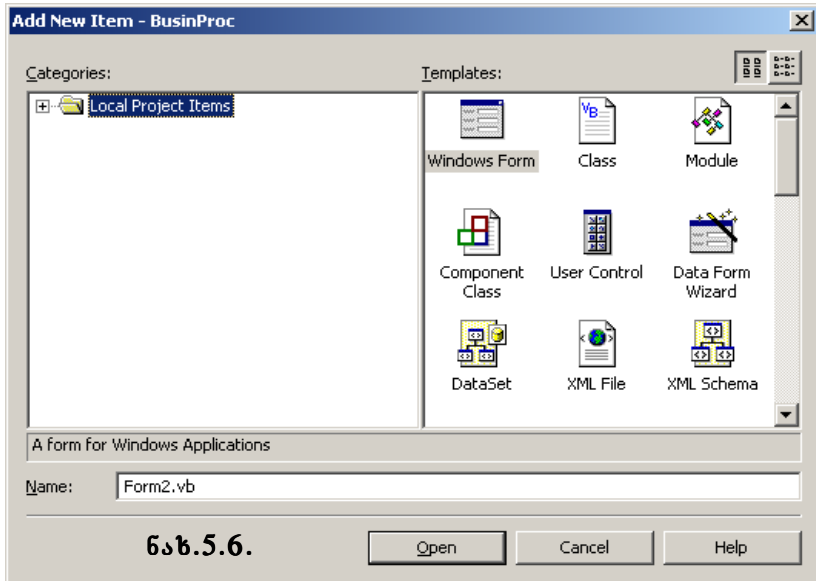 Add New Item - BusinProc
Categories:
Templates:
Local Project Items
Windows Form
Class
Module
Component
Class
User Control
Data Form
Wizard
DataSet
XML File
XML Schema
A form for Windows Applications
Name:
Form2.vb
ნახ.5.6.
Open
Cancel
Help